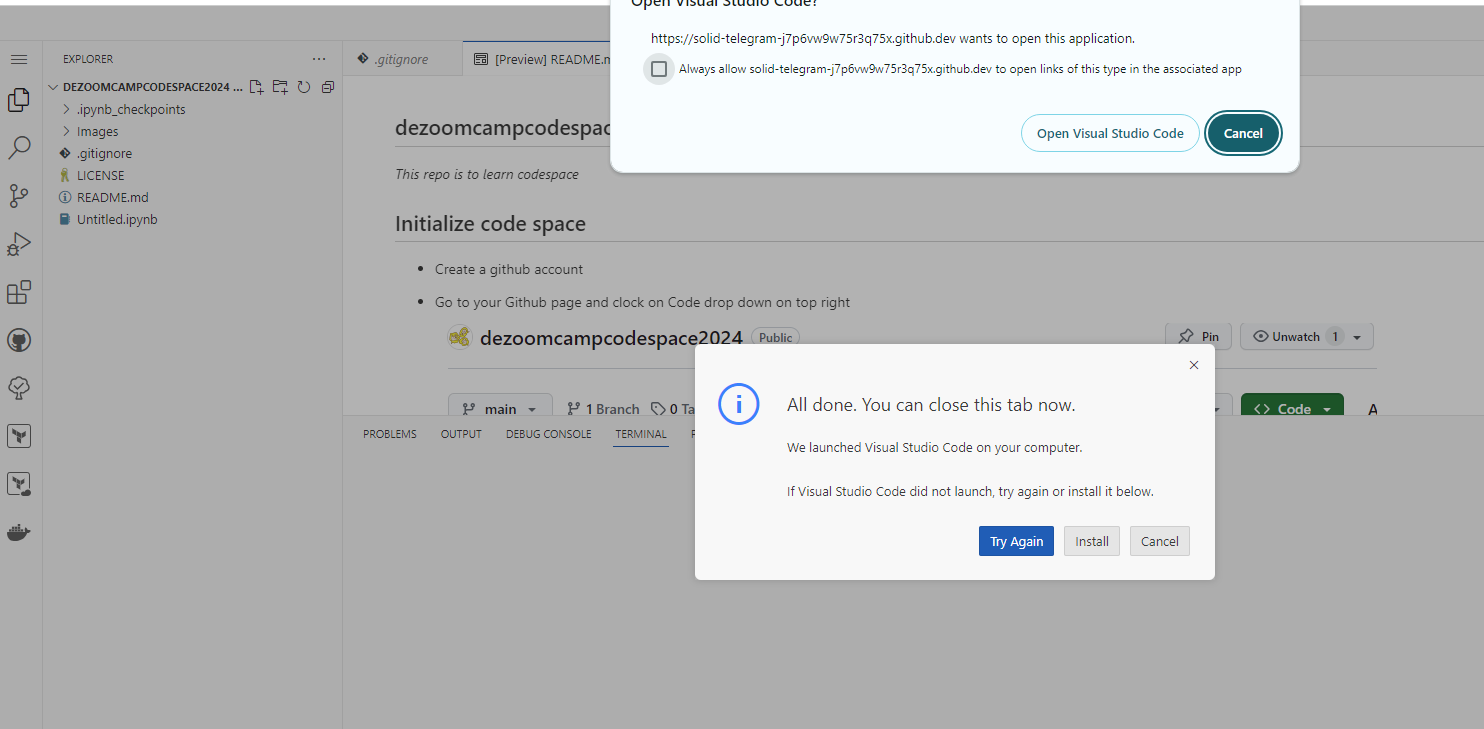 Open Visual Studio Code?
https://solid-telegram-j7p6vw9w75r3q75x.github.dev wants to open this application.
Always allow solid-telegram-j7p6vw9w75r3q75x.github.dev to open links of this type in the associated app
Open Visual Studio Code
Cancel
EXPLORER
.gitignore
[Preview] README.m
DEZOOMCAMPCODESPACE2024 ...
.ipynb_checkpoints
Images
.gitignore
LICENSE
README.md
Untitled.ipynb
dezoomcampcodespac
This repo is to learn codespace
Initialize code space
Create a github account
Go to your Github page and clock on Code drop down on top right
dezoomcampcodespace2024 Public
Pin
Unwatch 1
main
1 Branch
0 Ta
Code
A
PROBLEMS
OUTPUT
DEBUG CONSOLE
TERMINAL
P
All done. You can close this tab now.
We launched Visual Studio Code on your computer.
If Visual Studio Code did not launch, try again or install it below.
Try Again
Install
Cancel